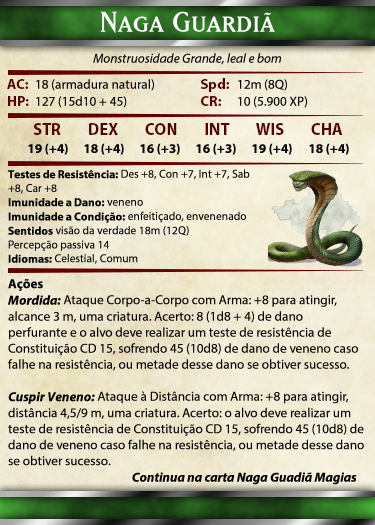 NAGA GUARDIÃ
Monstruosidade Grande, leal e bom
AC: 18 (armadura natural) Spd: 12m (8Q)
HP: 127 (15d10 + 45) CR: 10 (5.900 XP)
STR DEX CON INT WIS CHA
19 (+4) 18 (+4) 16 (+3) 16 (+3) 19 (+4) 18 (+4)
Testes de Resistência: Des +8, Con +7, Int +7, Sab
+8, Car +8
Imunidade a Dano: veneno
Imunidade a Condição: enfeitiçado, envenenado
Sentidos visão da verdade 18m (12Q)
Percepção passiva 14
Idiomas: Celestial, Comum
Ações
Mordida: Ataque Corpo-a-Corpo com Arma: +8 para atingir,
alcance 3 m, uma criatura. Acerto: 8 (1d8 + 4) de dano
perfurante e o alvo deve realizar um teste de resistência de
Constituição CD 15, sofrendo 45 (10d8) de dano de veneno caso
falhe na resistência, ou metade desse dano se obtiver sucesso.
Cuspir Veneno: Ataque à Distância com Arma: +8 para atingir,
distância 4,5/9 m, uma criatura. Acerto: o alvo deve realizar um
teste de resistência de Constituição CD 15, sofrendo 45 (10d8) de
dano de veneno caso falhe na resistência, ou metade desse dano
se obtiver sucesso.
Continua na carta Naga Guadiã Magias